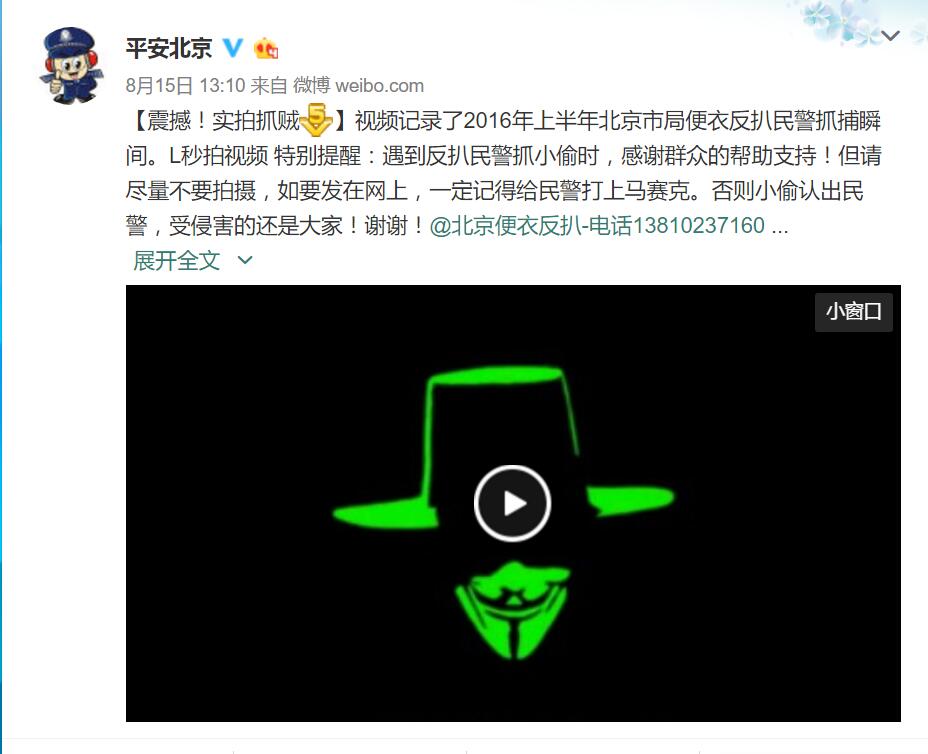 平安北京
8月15日 13:10 来自 微博 weibo.com
【震撼！实拍抓贼5】视频记录了2016年上半年北京市局便衣反扒民警抓捕瞬
间。L秒拍视频 特别提醒：遇到反扒民警抓小偷时，感谢群众的帮助支持！但请
尽量不要拍摄，如要发在网上，一定记得给民警打上马赛克。否则小偷认出民
警，受侵害的还是大家！谢谢！@北京便衣反扒-电话13810237160 ...
展开全文
小窗口